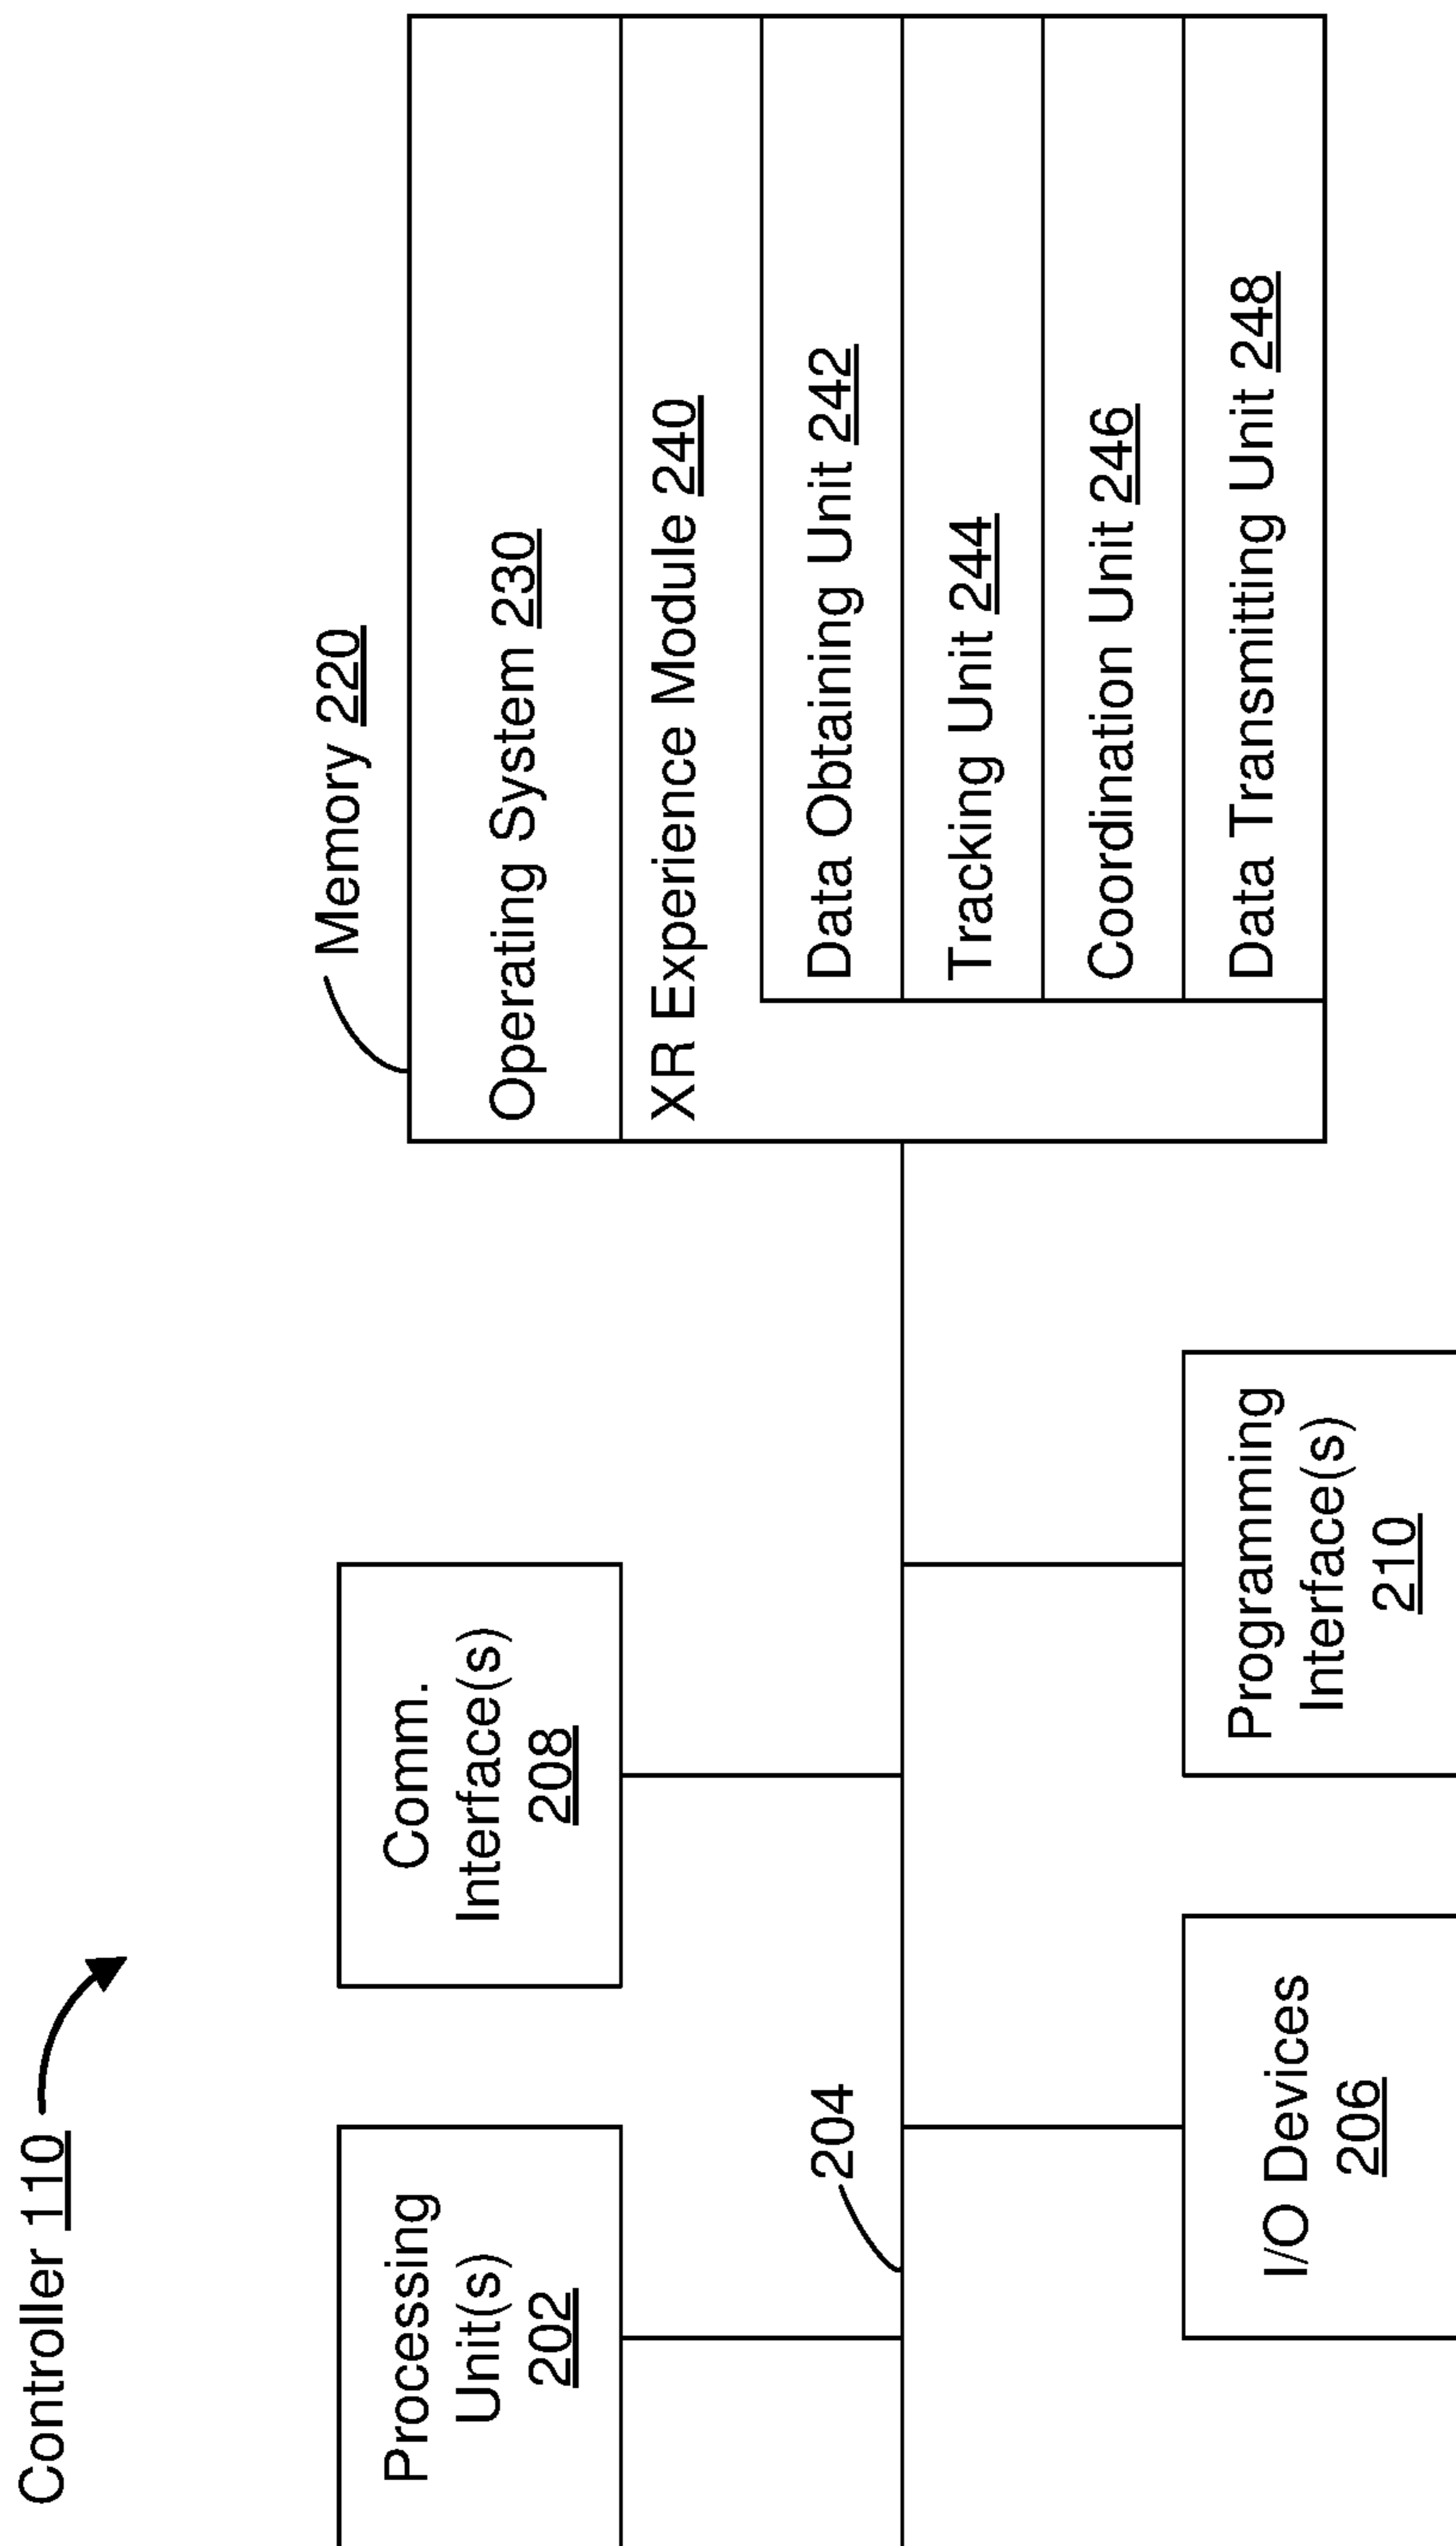 Controller 110
Processing
Unit(s)
202
Comm.
Interface(s)
208
204
I/O Devices
206
Programming
Interface(s)
210
Memory 220
Operating System 230
XR Experience Module 240
Data Obtaining Unit 242
Tracking Unit 244
Coordination Unit 246
Data Transmitting Unit 248